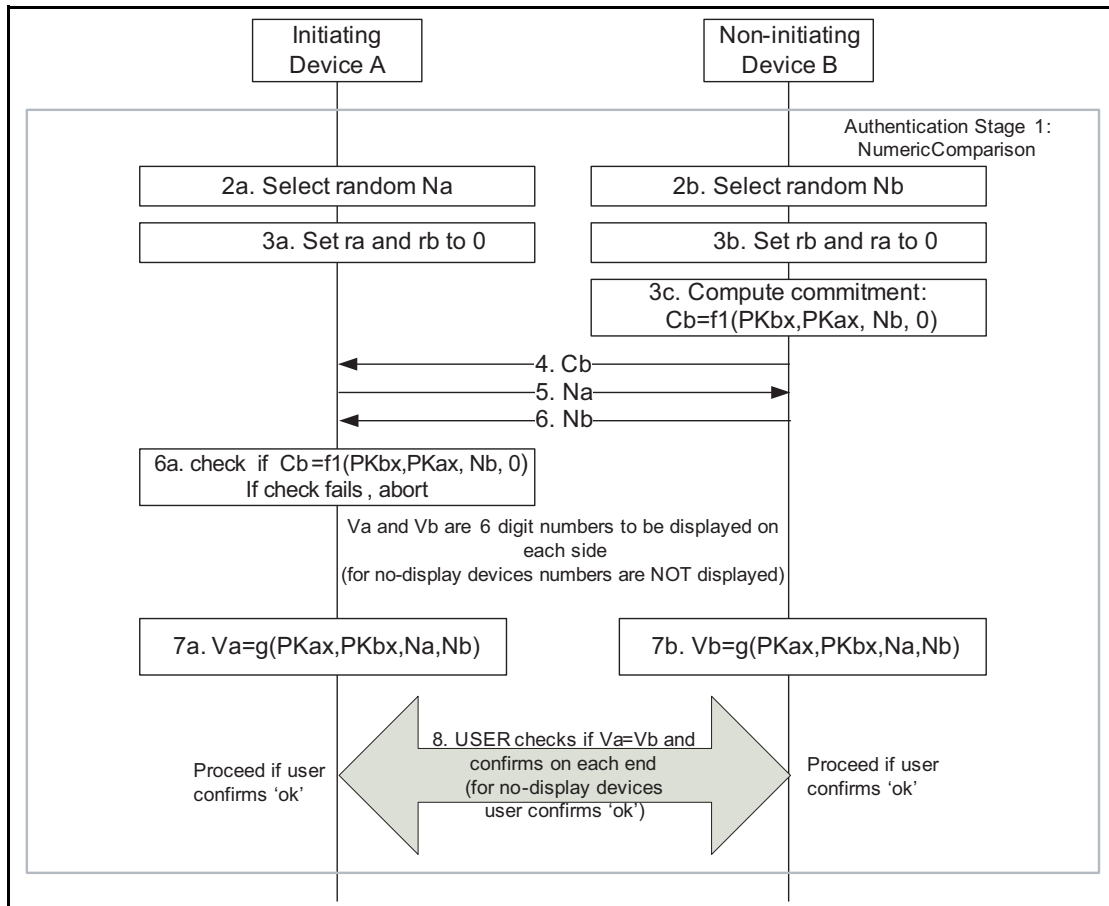 Initiating
Device A
Non-initiating
Device B
Authentication Stage 1:
NumericComparison
2a. Select random Na
2b. Select random Nb
3a. Set ra and rb to 0
3b. Set rb and ra to 0
3c. Compute commitment:
Cb=f1(PKbx,PKax, Nb, 0)
4. Cb
5. Na
6. Nb
6a. check if Cb=f1(PKbx,PKax, Nb, 0)
If check fails , abort
Va and Vb are 6 digit numbers to be displayed on
each side
(for no-display devices numbers are NOT displayed)
7a. Va=g(PKax,PKbx,Na,Nb)
7b. Vb=g(PKax,PKbx,Na,Nb)
8. USER checks if Va=Vb and
confirms on each end
(for no-display devices
user confirms ‘ok’)
Proceed if user
confirms ‘ok’
Proceed if user
confirms ‘ok’